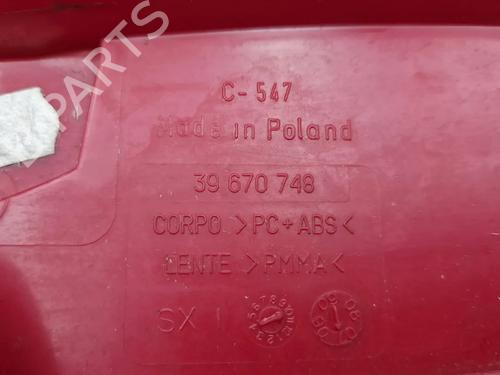 C-547
Made in Poland
39 670 748
CORPO >PC+ABS<
LENTE >PMMA<
SX
PARTS